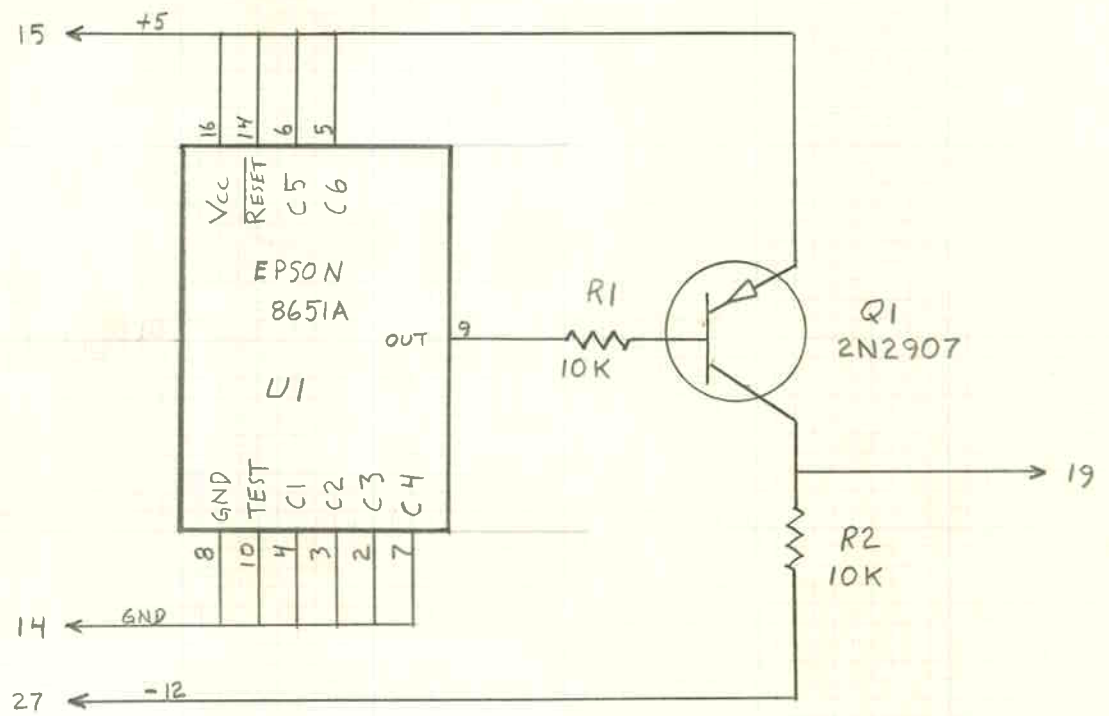 15 +5
16 14 6 5
Vcc RESET C5 C6
EPSON
8651A
OUT 9
U1
R1
10K
Q1
2N2907
19
GND TEST C1 C2 C3 C4
8 10 4 3 2 7
R2
10K
14 GND
27 -12